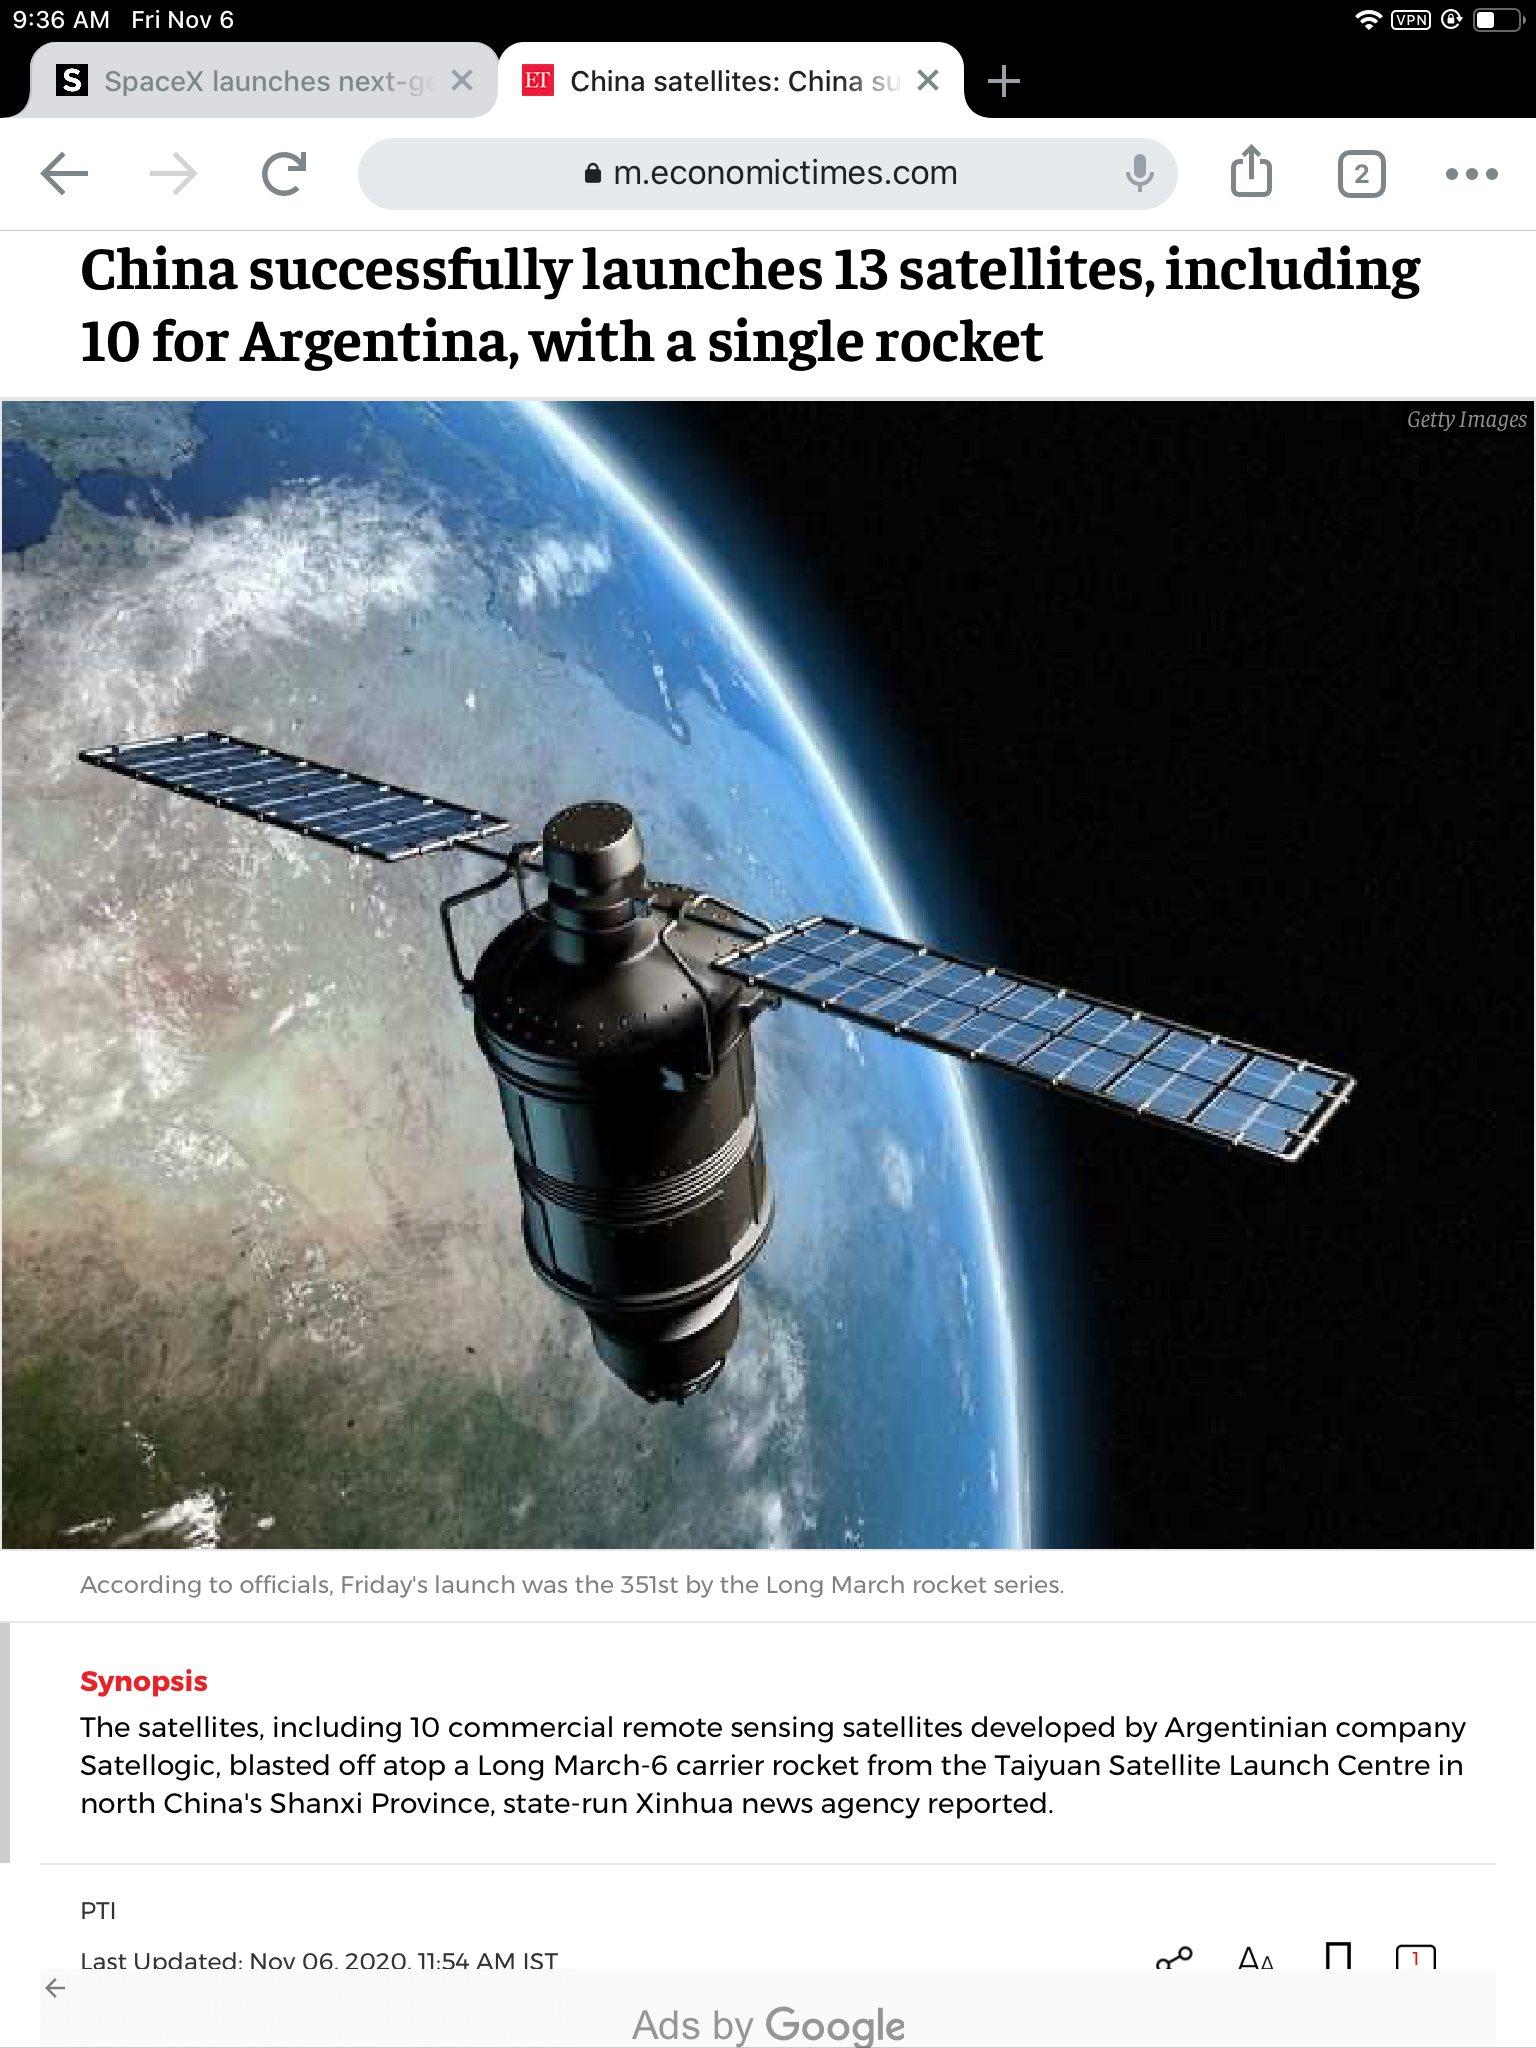 9:36 AM Fri Nov 6
VPN
S SpaceX launches next-ge
ET China satellites: China su
m.economictimes.com
2
China successfully launches 13 satellites, including
10 for Argentina, with a single rocket
Getty Images
According to officials, Friday's launch was the 351st by the Long March rocket series.
Synopsis
The satellites, including 10 commercial remote sensing satellites developed by Argentinian company
Satellogic, blasted off atop a Long March-6 carrier rocket from the Taiyuan Satellite Launch Centre in
north China's Shanxi Province, state-run Xinhua news agency reported.
PTI
Last Updated: Nov 06, 2020, 11:54 AM IST
AA
1
Ads by Google